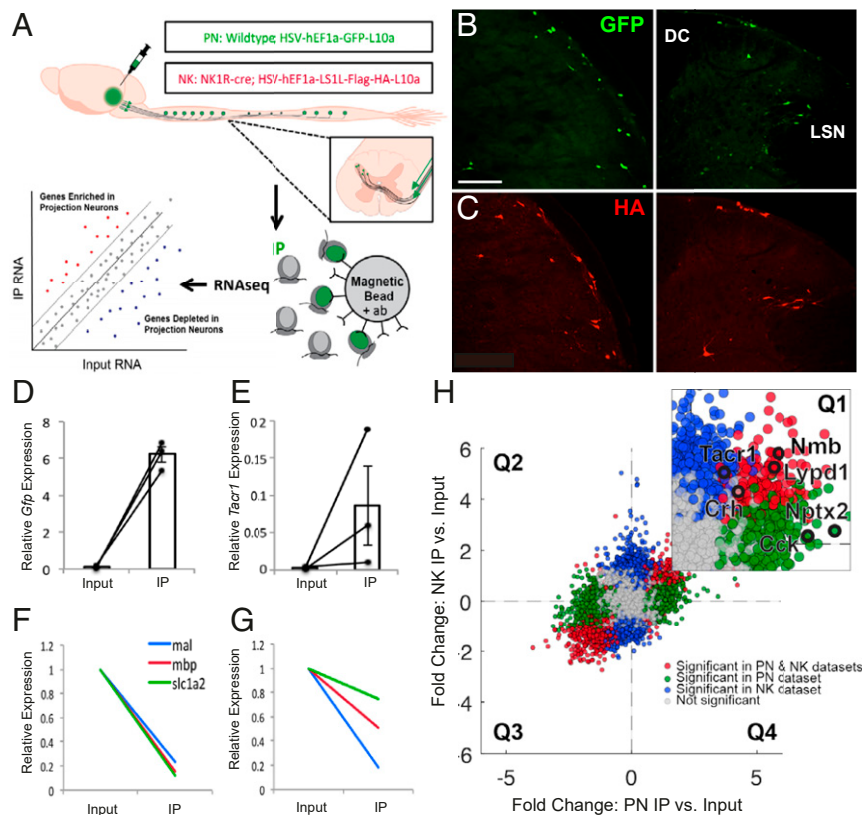 A
PN: Wildtype; HSV-hEF1a-GFP-L10a
NK: NK1R-cre; HSV-hEF1a-LS1L-Flag-HA-L10a
Genes Enriched in
Projection Neurons
IP RNA
Genes Depleted in
Projection Neurons
Input RNA
RNAseq
IP
Magnetic
Bead
+ ab
B
GFP
DC
LSN
C
HA
D
Relative Gfp Expression
8
6
4
2
0
Input
IP
E
Relative Tacr1 Expression
0.2
0.15
0.1
0.05
0
Input
IP
F
Relative Expression
1.2
1
0.8
0.6
0.4
0.2
0
mal
mbp
slc1a2
Input
IP
G
Relative Expression
1.2
1.0
0.8
0.6
0.4
0.2
0
Input
IP
H
Q1
Tacr1
Nmb
Lypd1
Crh
Nptx2
Cck
Q2
Fold Change: NK IP vs. Input
6
4
2
0
-2
-4
-6
Significant in PN & NK datasets
Significant in PN dataset
Significant in NK dataset
Not significant
Q3
Q4
-5
0
5
Fold Change: PN IP vs. Input